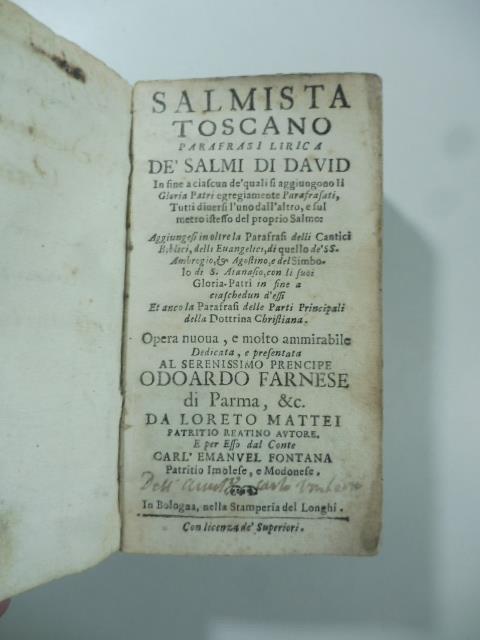 SALMISTA
TOSCANO
PARAFRASI LIRICA
DE' SALMI DI DAVID
In fine a ciascun de' quali si aggiungono li
Gloria Patri egregiamente Parafrasati,
Tutti diuersi l'uno dall'altro, e sul
metro istesso del proprio Salmo:
Aggiungesi in oltre la Parafrasi delli Cantici
Biblici, delli Euangelici, di quello de' SS.
Ambrogio, & Agostino, e del Simbo-
lo di S. Atanasio, con li suoi
Gloria-Patri in fine a
ciaschedun d'essi
Et anco la Parafrasi delle Parti Principali
della Dottrina Christiana.
Opera nuoua, e molto ammirabile
Dedicata, e presentata
AL SERENISSIMO PRENCIPE
ODOARDO FARNESE
di Parma, &c.
DA LORETO MATTEI
PATRITIO REATINO AVTORE.
E per Esso dal Conte
CARL' EMANVEL FONTANA
Patritio Imolese, e Modonese.
In Bologna, nella Stamperia del Longhi.
Con licenza de' Superiori.